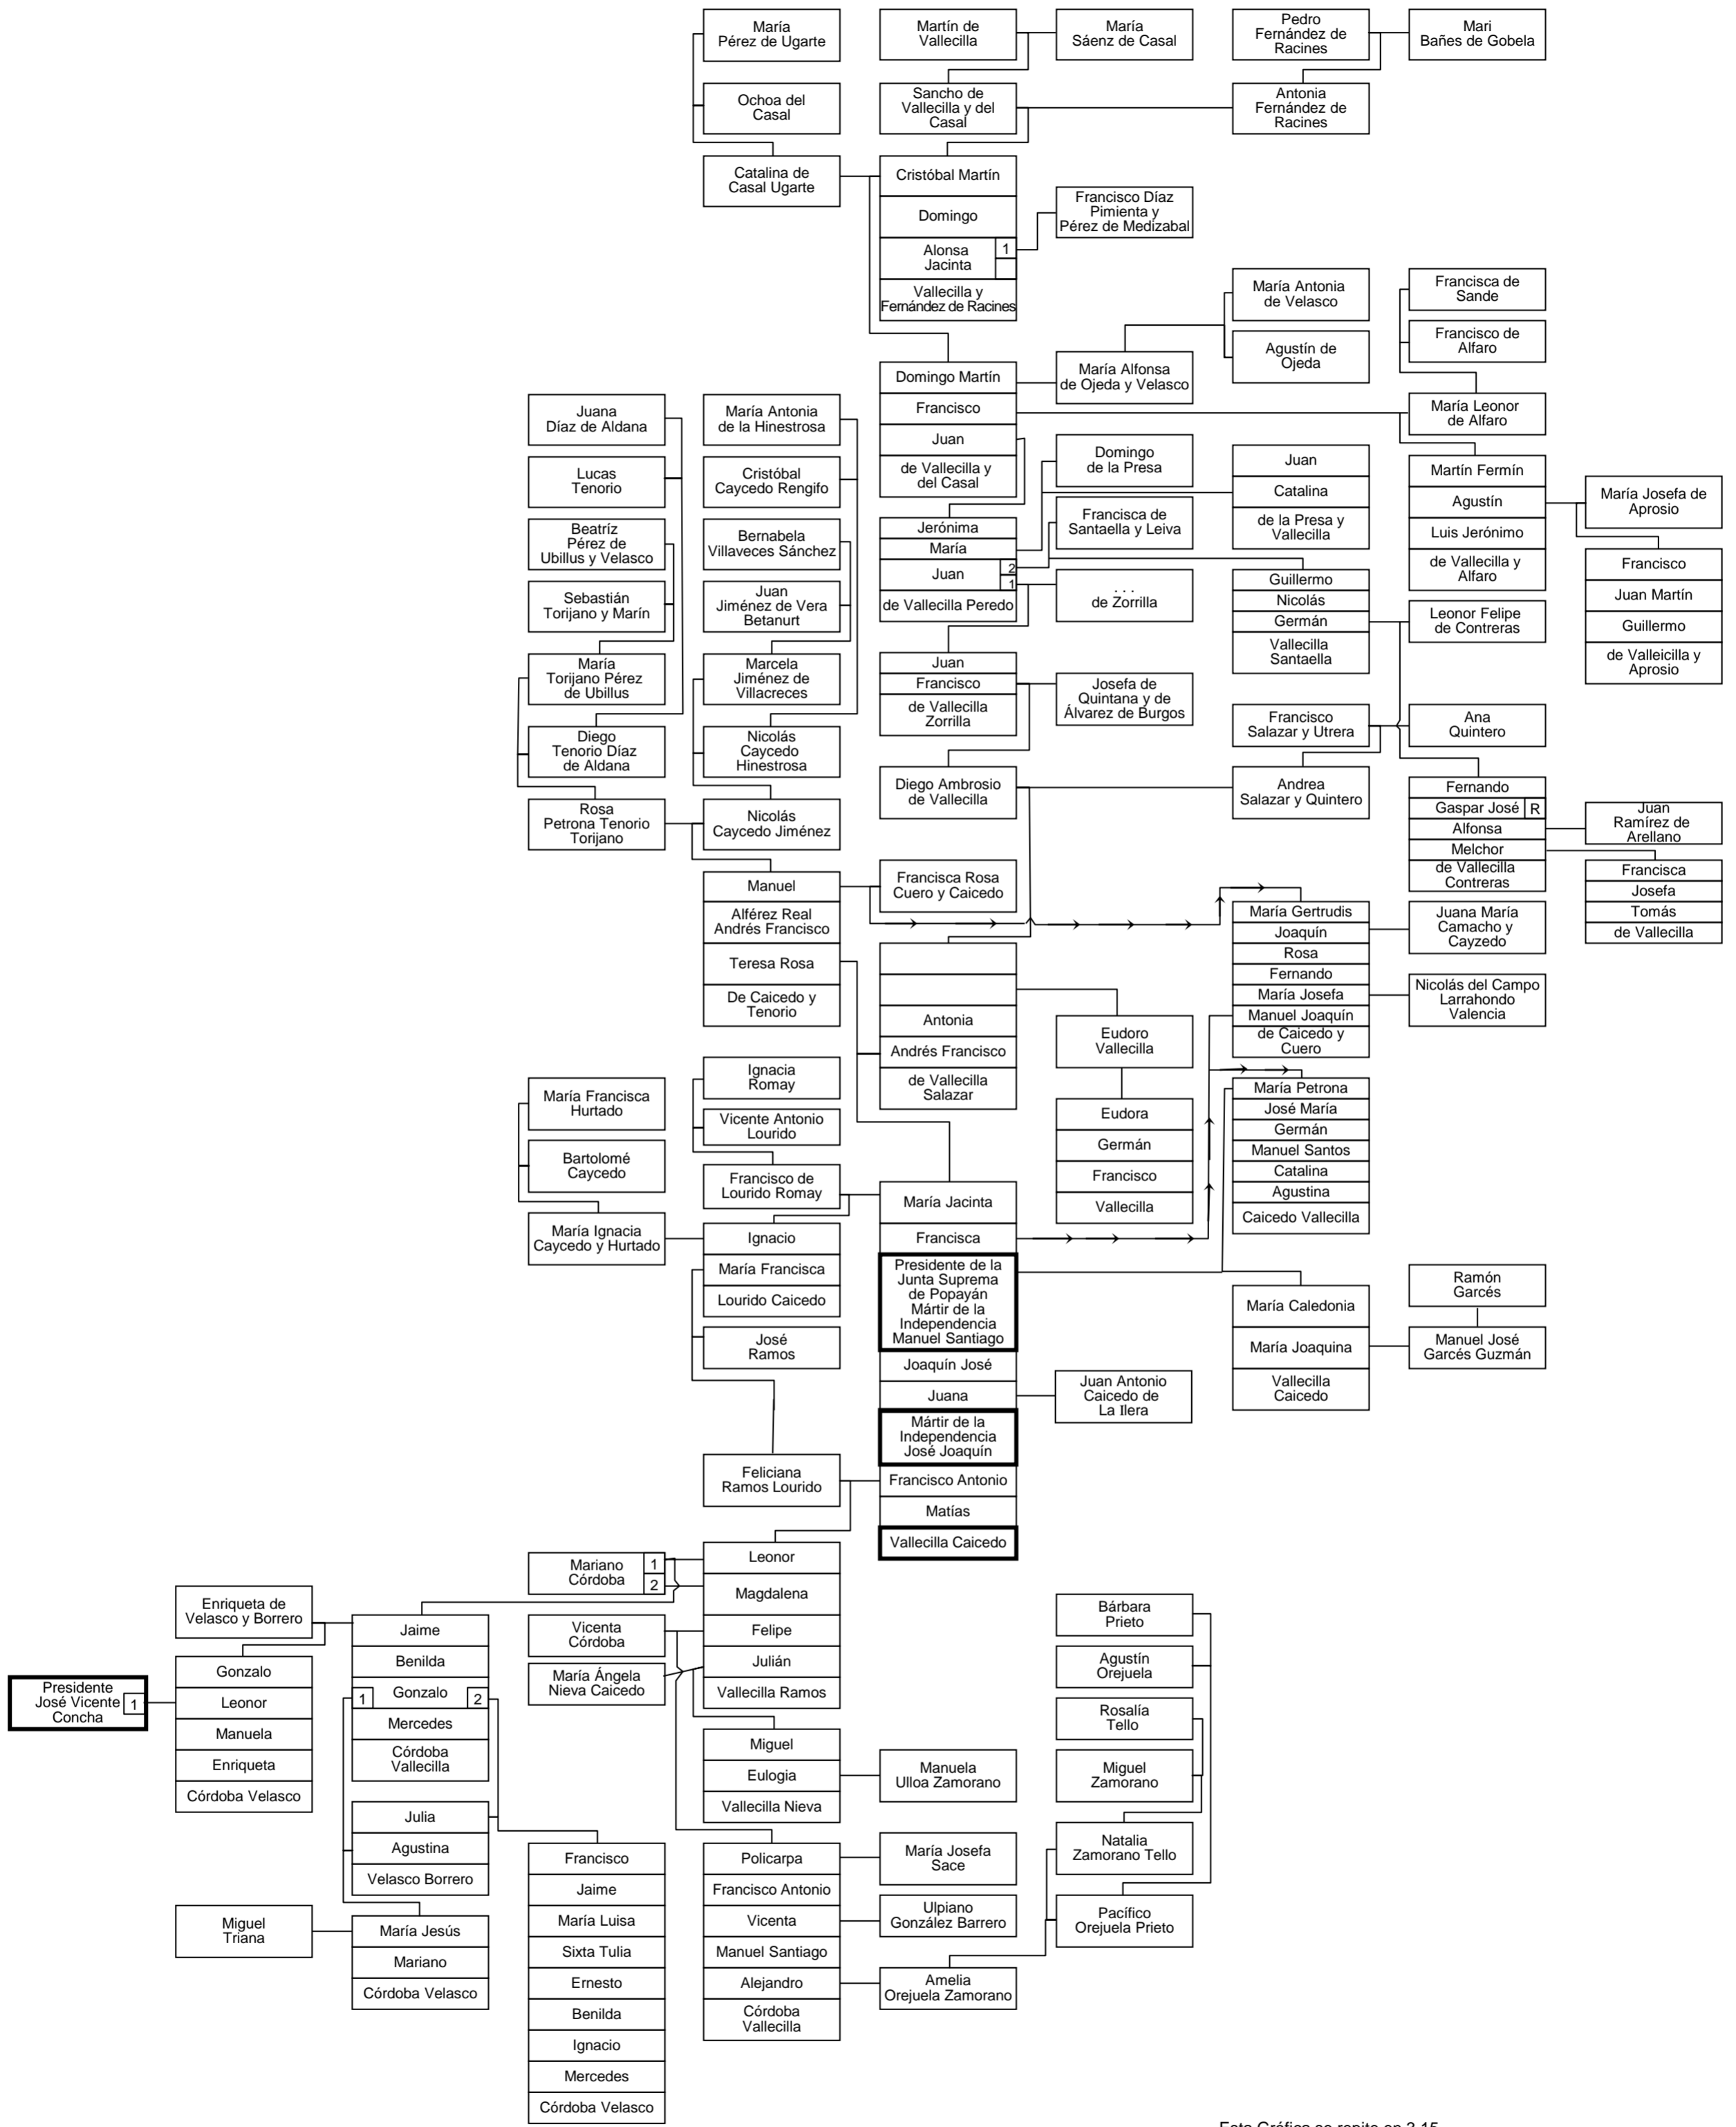 María
Pérez de Ugarte
Martín de
Vallecilla
María
Sáenz de Casal
Pedro
Fernández de
Racines
Mari
Bañes de Gobela
Ochoa del
Casal
Sancho de
Vallecilla y del
Casal
Antonia
Fernández de
Racines
Catalina de
Casal Ugarte
Cristóbal Martín
Domingo
Alonsa
Jacinta
1
Vallecilla y
Fernández de Racines
Francisco Díaz
Pimienta y
Pérez de Medizabal
María Antonia
de Velasco
Agustín de
Ojeda
Francisca de
Sande
Francisco de
Alfaro
Domingo Martín
Francisco
Juan
de Vallecilla y
del Casal
María Alfonsa
de Ojeda y Velasco
María Leonor
de Alfaro
Juana
Díaz de Aldana
María Antonia
de la Hinestrosa
Lucas
Tenorio
Cristóbal
Caycedo Rengifo
Beatríz
Pérez de
Ubillus y Velasco
Bernabela
Villaveces Sánchez
Sebastián
Torijano y Marín
Juan
Jiménez de Vera
Betanurt
Domingo
de la Presa
Juan
Catalina
de la Presa y
Vallecilla
Martín Fermín
Agustín
Luis Jerónimo
de Vallecilla y
Alfaro
María Josefa de
Aprosio
Francisca de
Santaella y Leiva
Jerónima
María
Juan
2
1
de Vallecilla Peredo
. . .
de Zorrilla
Guillermo
Nicolás
Germán
Vallecilla
Santaella
Leonor Felipe
de Contreras
Francisco
Juan Martín
Guillermo
de Valleicilla y
Aprosio
María
Torijano Pérez
de Ubillus
Marcela
Jiménez de
Villacreces
Juan
Francisco
de Vallecilla
Zorrilla
Josefa de
Quintana y de
Álvarez de Burgos
Francisco
Salazar y Utrera
Ana
Quintero
Diego
Tenorio Díaz
de Aldana
Nicolás
Caycedo
Hinestrosa
Diego Ambrosio
de Vallecilla
Andrea
Salazar y Quintero
Fernando
Gaspar José
R
Alfonsa
Melchor
de Vallecilla
Contreras
Juan
Ramírez de
Arellano
Francisca
Josefa
Tomás
de Vallecilla
Rosa
Petrona Tenorio
Torijano
Nicolás
Caycedo Jiménez
Manuel
Alférez Real
Andrés Francisco
Teresa Rosa
De Caicedo y
Tenorio
Francisca Rosa
Cuero y Caicedo
María Gertrudis
Joaquín
Rosa
Fernando
María Josefa
Manuel Joaquín
de Caicedo y
Cuero
Juana María
Camacho y
Cayzedo
Nicolás del Campo
Larrahondo
Valencia
Antonia
Andrés Francisco
de Vallecilla
Salazar
Eudoro
Vallecilla
Eudora
Germán
Francisco
Vallecilla
María Petrona
José María
Germán
Manuel Santos
Catalina
Agustina
Caicedo Vallecilla
María Francisca
Hurtado
Bartolomé
Caycedo
María Ignacia
Caycedo y Hurtado
Ignacia
Romay
Vicente Antonio
Lourido
Francisco de
Lourido Romay
Ignacio
María Francisca
Lourido Caicedo
José
Ramos
María Jacinta
Francisca
Presidente de la
Junta Suprema
de Popayán
Mártir de la
Independencia
Manuel Santiago
Joaquín José
Juana
Mártir de la
Independencia
José Joaquín
Francisco Antonio
Matías
Vallecilla Caicedo
Juan Antonio
Caicedo de
La Ilera
María Caledonia
María Joaquina
Vallecilla
Caicedo
Ramón
Garcés
Manuel José
Garcés Guzmán
Feliciana
Ramos Lourido
Mariano
Córdoba
1
2
Leonor
Magdalena
Felipe
Julián
Vallecilla Ramos
Vicenta
Córdoba
María Ángela
Nieva Caicedo
Enriqueta de
Velasco y Borrero
Jaime
Benilda
1
Gonzalo
2
Mercedes
Córdoba
Vallecilla
Gonzalo
Leonor
Manuela
Enriqueta
Córdoba Velasco
Presidente
José Vicente
Concha
1
Miguel
Eulogia
Vallecilla Nieva
Manuela
Ulloa Zamorano
Bárbara
Prieto
Agustín
Orejuela
Rosalía
Tello
Miguel
Zamorano
Natalia
Zamorano Tello
Pacífico
Orejuela Prieto
Julia
Agustina
Velasco Borrero
Miguel
Triana
María Jesús
Mariano
Córdoba Velasco
Francisco
Jaime
María Luisa
Sixta Tulia
Ernesto
Benilda
Ignacio
Mercedes
Córdoba Velasco
Policarpa
Francisco Antonio
Vicenta
Manuel Santiago
Alejandro
Córdoba
Vallecilla
María Josefa
Sace
Ulpiano
González Barrero
Amelia
Orejuela Zamorano
Esta Gráfica se repite en 3.15